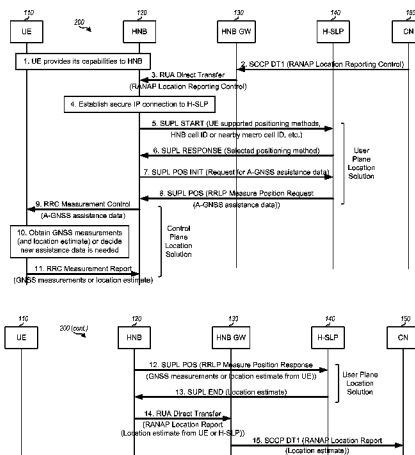 110
120
130
140
150
200
UE
HNB
HNB GW
H-SLP
CN
1. UE provides its capabilities to HNB
2. SCCP DT1 (RANAP Location Reporting Control)
3. RUA Direct Transfer
(RANAP Location Reporting Control)
4. Establish secure IP connection to H-SLP
5. SUPL START (UE supported positioning methods,
HNB cell ID or nearby macro cell ID, etc.)
6. SUPL RESPONSE (Selected positioning method)
7. SUPL POS INIT (Request for A-GNSS assistance data)
8. SUPL POS (RRLP Measure Position Request
(A-GNSS assistance data))
User
Plane
Location
Solution
9. RRC Measurement Control
(A-GNSS assistance data)
10. Obtain GNSS measurements
(and location estimate) or decide
new assistance data is needed
11. RRC Measurement Report
(GNSS measurements or location estimate)
Control
Plane
Location
Solution
110
120
130
140
150
200 (cont.)
UE
HNB
HNB GW
H-SLP
CN
12. SUPL POS (RRLP Measure Position Response
(GNSS measurements or location estimate from UE))
13. SUPL END (Location estimate)
User Plane
Location
Solution
14. RUA Direct Transfer
(RANAP Location Report
(Location estimate from UE or H-SLP))
15. SCCP DT1 (RANAP Location Report
(Location estimate))